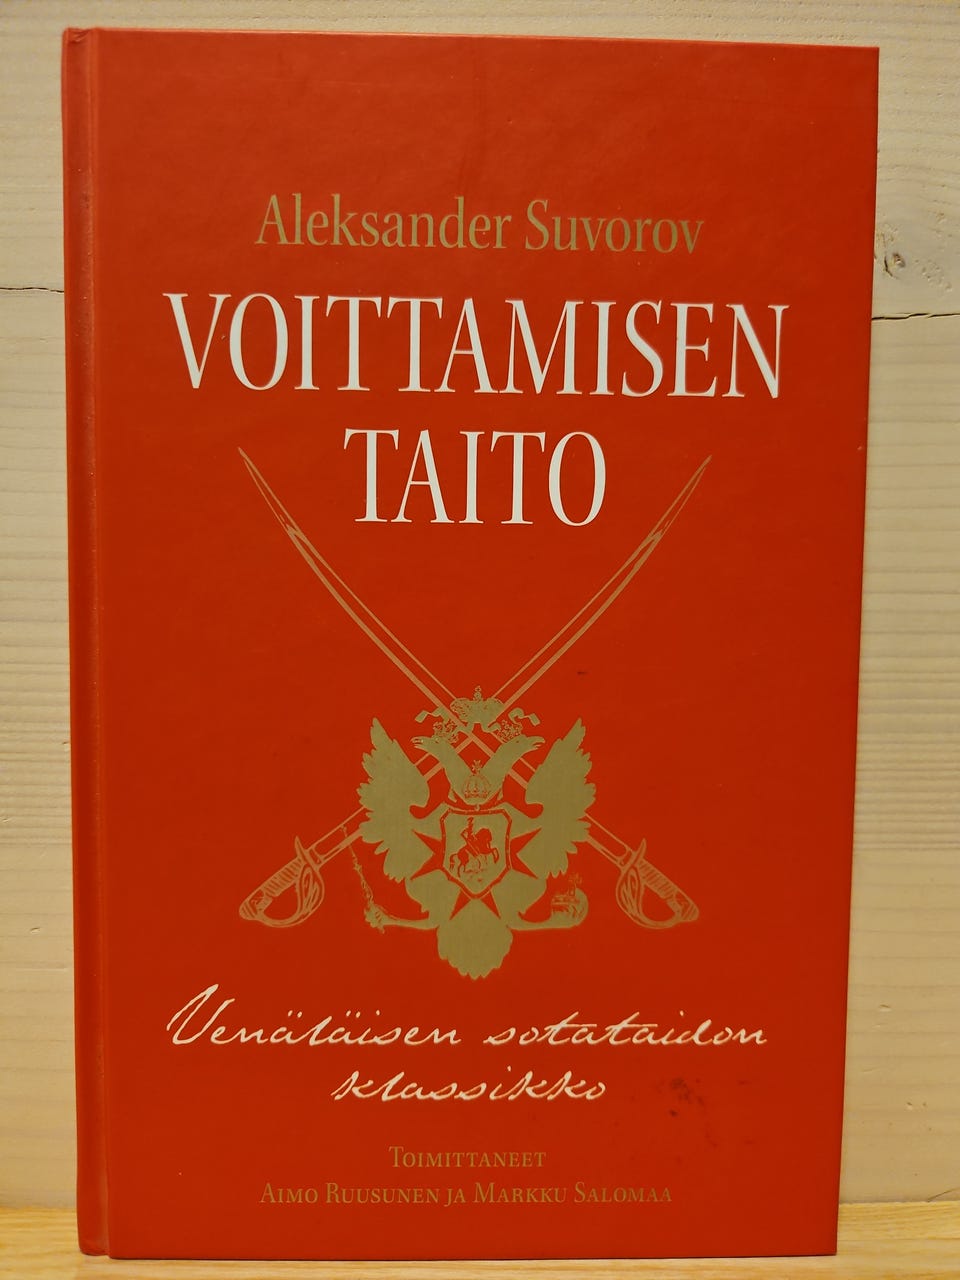 Aleksander Suvorov
VOITTAMISEN
TAITO
Venäläisen sotataidon
klassikko
TOIMITTANEET
AIMO RUUSUNEN JA MARKKU SALOMAA